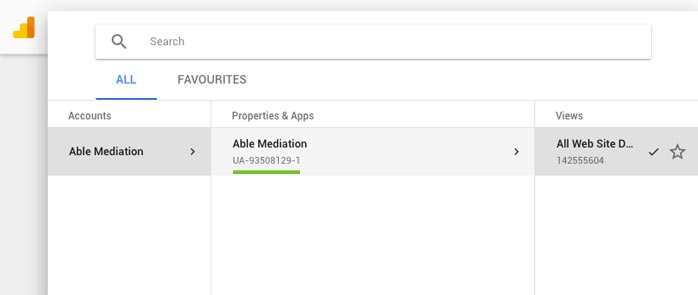 Search
ALL FAVOURITES
Accounts Properties & Apps Views
Able Mediation Able Mediation All Web Site D...
UA-93508129-1 142555604